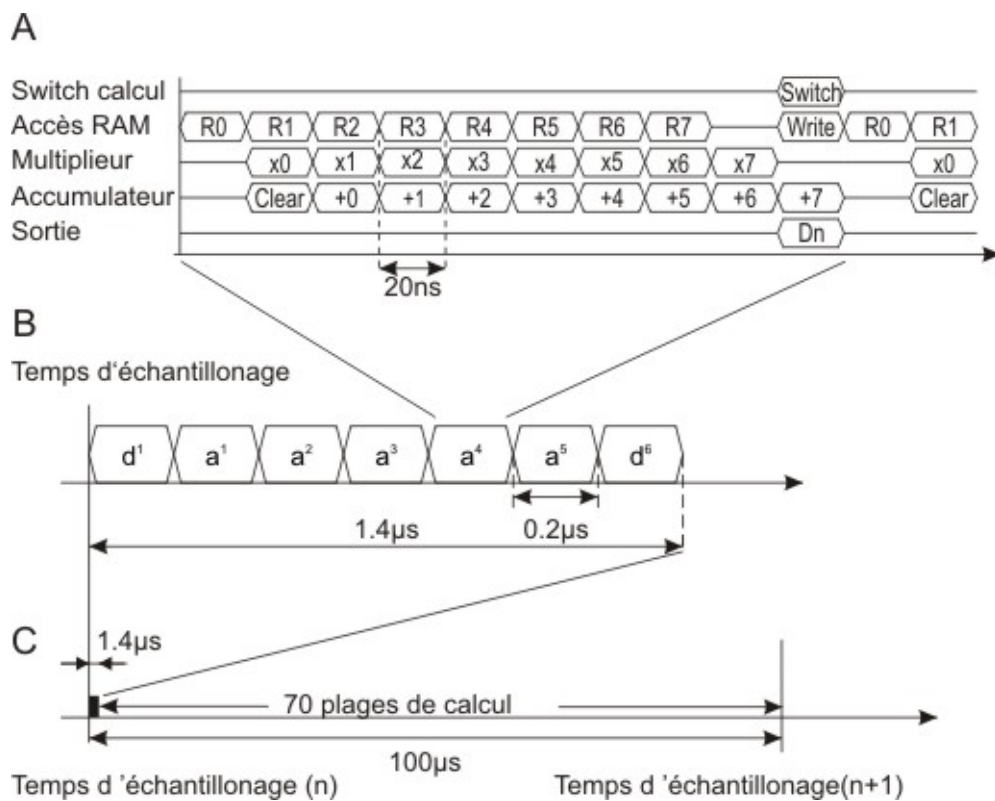 A
Switch calcul Switch
Accès RAM R0 R1 R2 R3 R4 R5 R6 R7 Write R0 R1
Multiplieur x0 x1 x2 x3 x4 x5 x6 x7 x0
Accumulateur Clear +0 +1 +2 +3 +4 +5 +6 +7 Clear
Sortie Dn
20ns
B
Temps d'échantillonage
d¹ a¹ a² a³ a⁴ a⁵ d⁶
1.4µs 0.2µs
C
1.4µs
70 plages de calcul
100µs
Temps d 'échantillonage (n) Temps d 'échantillonage(n+1)